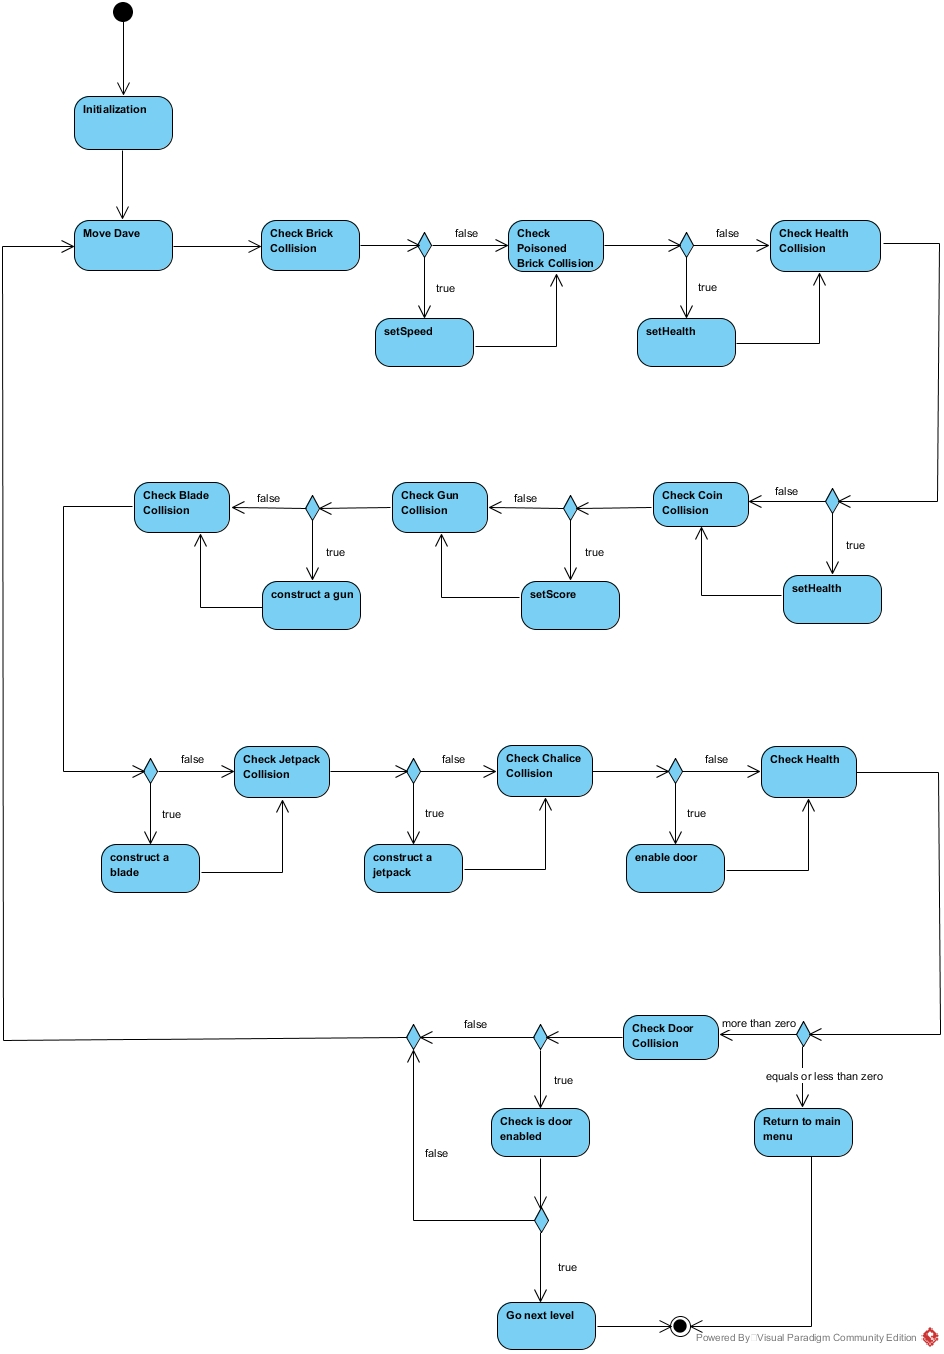 Initialization
Move Dave
Check Brick
Collision
false
true
setSpeed
Check
Poisoned
Brick Collision
false
true
setHealth
Check Health
Collision
Check Blade
Collision
false
true
construct a gun
Check Gun
Collision
false
true
setScore
Check Coin
Collision
false
true
setHealth
false
true
construct a
blade
Check Jetpack
Collision
false
true
construct a
jetpack
Check Chalice
Collision
false
true
enable door
Check Health
false
Check Door
Collision
more than zero
equals or less than zero
true
Check is door
enabled
Return to main
menu
false
true
Go next level
Powered By Visual Paradigm Community Edition